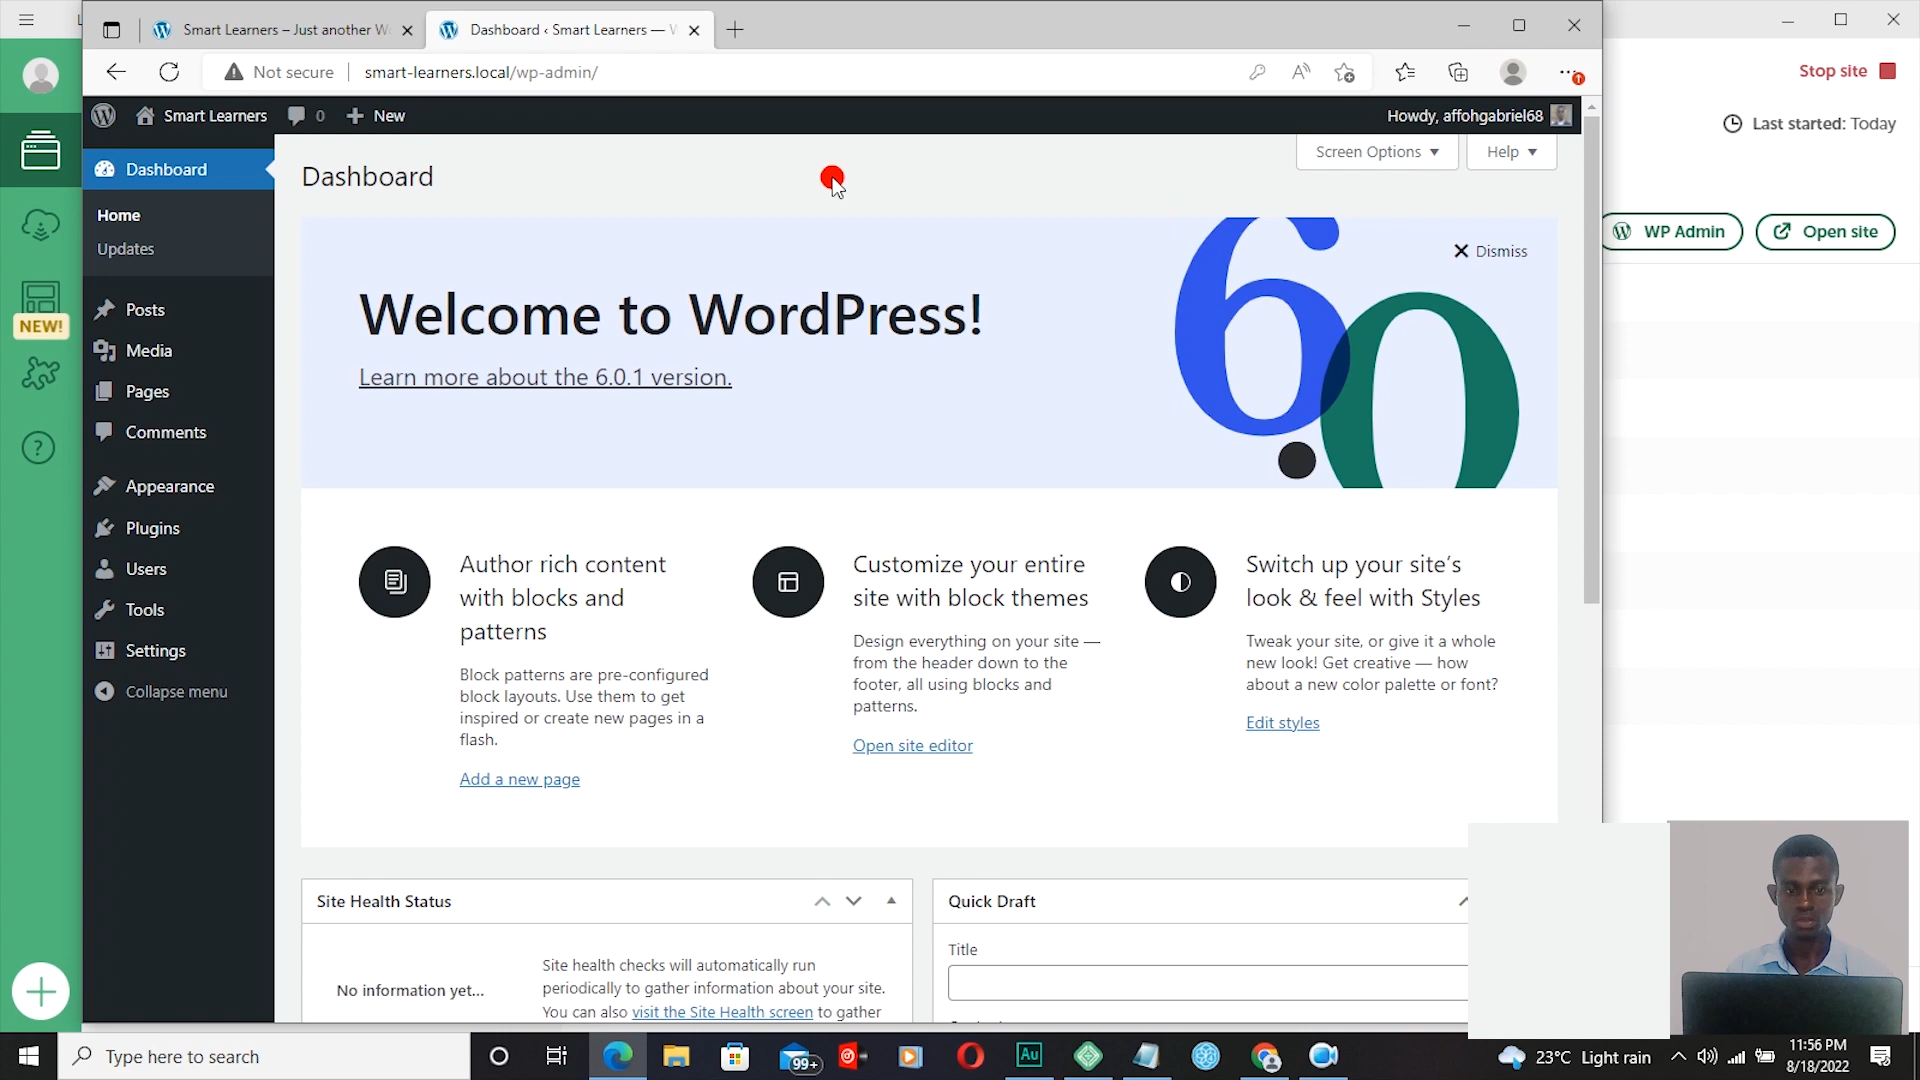 Smart Learners – Just another W
Dashboard ‹ Smart Learners — W
Not secure
smart-learners.local/wp-admin/
Stop site
Last started: Today
WP Admin
Open site
NEW!
Smart Learners
0
New
Howdy, affohgabriel68
Dashboard
Home
Updates
Posts
Media
Pages
Comments
Appearance
Plugins
Users
Tools
Settings
Collapse menu
Screen Options
Help
Dashboard
Dismiss
Welcome to WordPress!
Learn more about the 6.0.1 version.
6.0
Author rich content
with blocks and
patterns
Block patterns are pre-configured
block layouts. Use them to get
inspired or create new pages in a
flash.
Add a new page
Customize your entire
site with block themes
Design everything on your site —
from the header down to the
footer, all using blocks and
patterns.
Open site editor
Switch up your site’s
look & feel with Styles
Tweak your site, or give it a whole
new look! Get creative — how
about a new color palette or font?
Edit styles
Site Health Status
No information yet...
Site health checks will automatically run
periodically to gather information about your site.
You can also visit the Site Health screen to gather
Quick Draft
Title
Type here to search
99+
Au
23°C Light rain
11:56 PM
8/18/2022